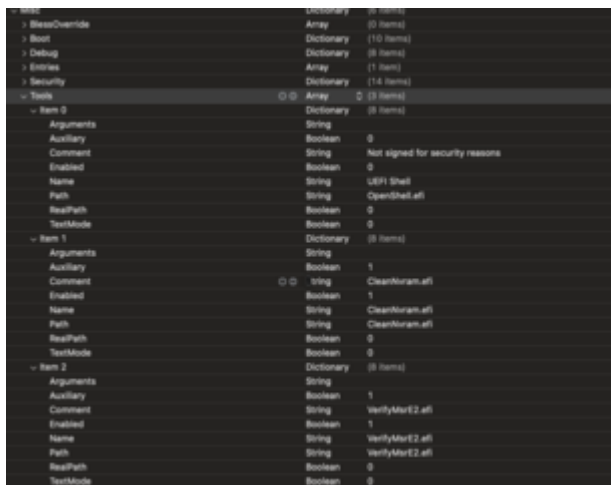 Misc Dictionary (6 items)
BlessOverride Array (0 items)
Boot Dictionary (10 items)
Debug Dictionary (8 items)
Entries Array (1 item)
Security Dictionary (14 items)
Tools Array (3 items)
Item 0 Dictionary (8 items)
Arguments String
Auxiliary Boolean 0
Comment String Not signed for security reasons
Enabled Boolean 0
Name String UEFI Shell
Path String OpenShell.efi
RealPath Boolean 0
TextMode Boolean 0
Item 1 Dictionary (8 items)
Arguments String
Auxiliary Boolean 1
Comment tring CleanNvram.efi
Enabled Boolean 1
Name String CleanNvram.efi
Path String CleanNvram.efi
RealPath Boolean 0
TextMode Boolean 0
Item 2 Dictionary (8 items)
Arguments String
Auxiliary Boolean 1
Comment String VerifyMsrE2.efi
Enabled Boolean 1
Name String VerifyMsrE2.efi
Path String VerifyMsrE2.efi
RealPath Boolean 0
TextMode Boolean 0